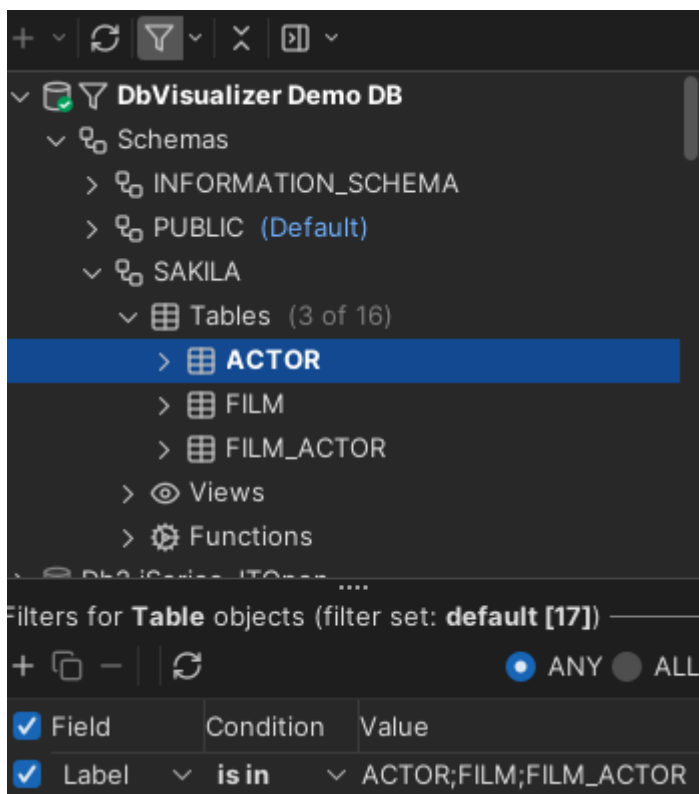 DbVisualizer Demo DB
Schemas
INFORMATION_SCHEMA
PUBLIC (Default)
SAKILA
Tables (3 of 16)
ACTOR
FILM
FILM_ACTOR
Views
Functions
Filters for Table objects (filter set: default [17])
ANY ALL
Field Condition Value
Label is in ACTOR;FILM;FILM_ACTOR